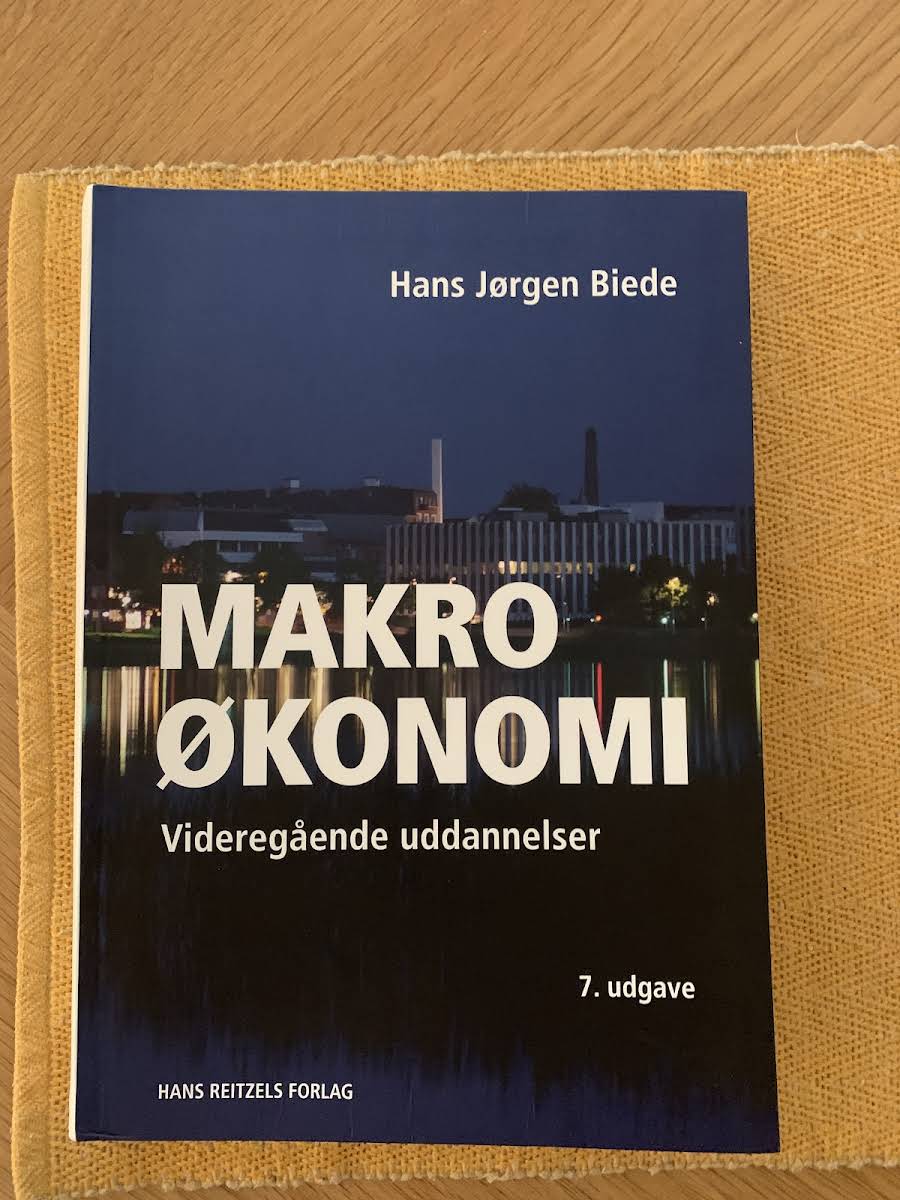 Hans Jørgen Biede
MAKRO
ØKONOMI
Videregående uddannelser
7. udgave
HANS REITZELS FORLAG